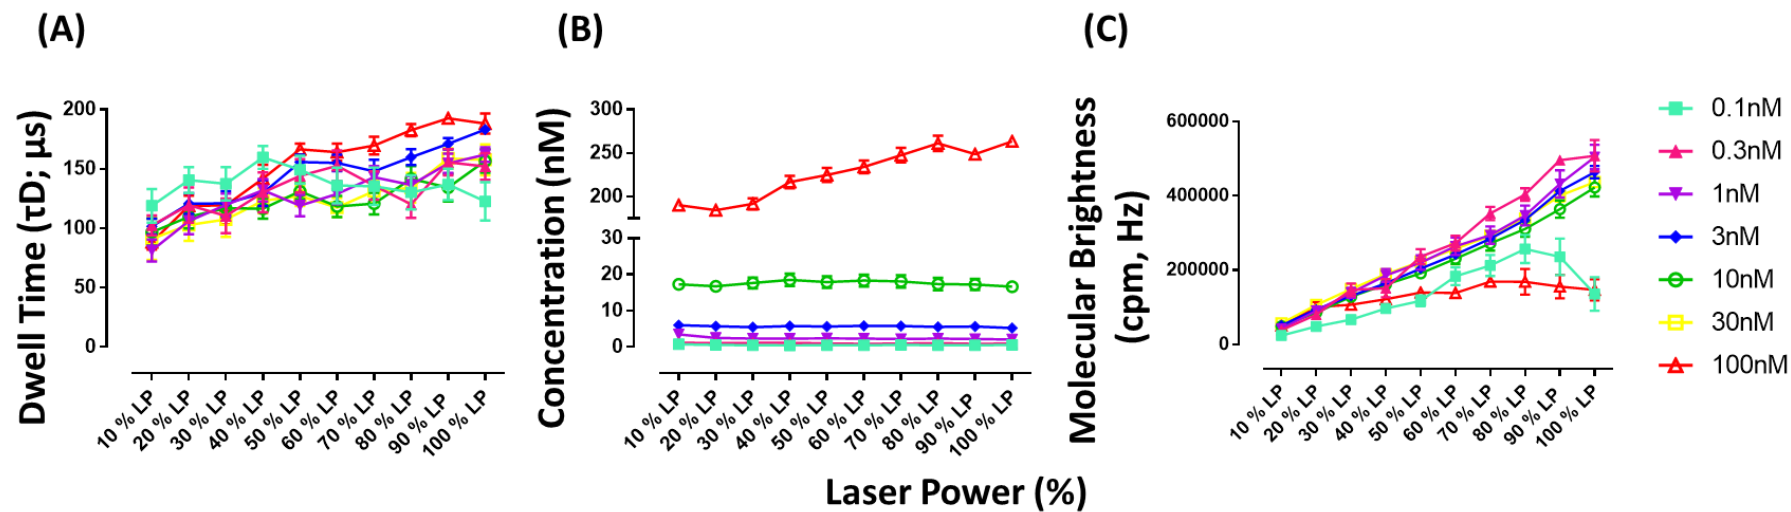 (A)
Dwell Time (τD; µs)
200
150
100
50
0
10 % LP
20 % LP
30 % LP
40 % LP
50 % LP
60 % LP
70 % LP
80 % LP
90 % LP
100 % LP
(B)
Concentration (nM)
300
250
200
30
20
10
0
10 % LP
20 % LP
30 % LP
40 % LP
50 % LP
60 % LP
70 % LP
80 % LP
90 % LP
100 % LP
Laser Power (%)
(C)
Molecular Brightness
(cpm, Hz)
600000
400000
200000
0
10 % LP
20 % LP
30 % LP
40 % LP
50 % LP
60 % LP
70 % LP
80 % LP
90 % LP
100 % LP
0.1nM
0.3nM
1nM
3nM
10nM
30nM
100nM